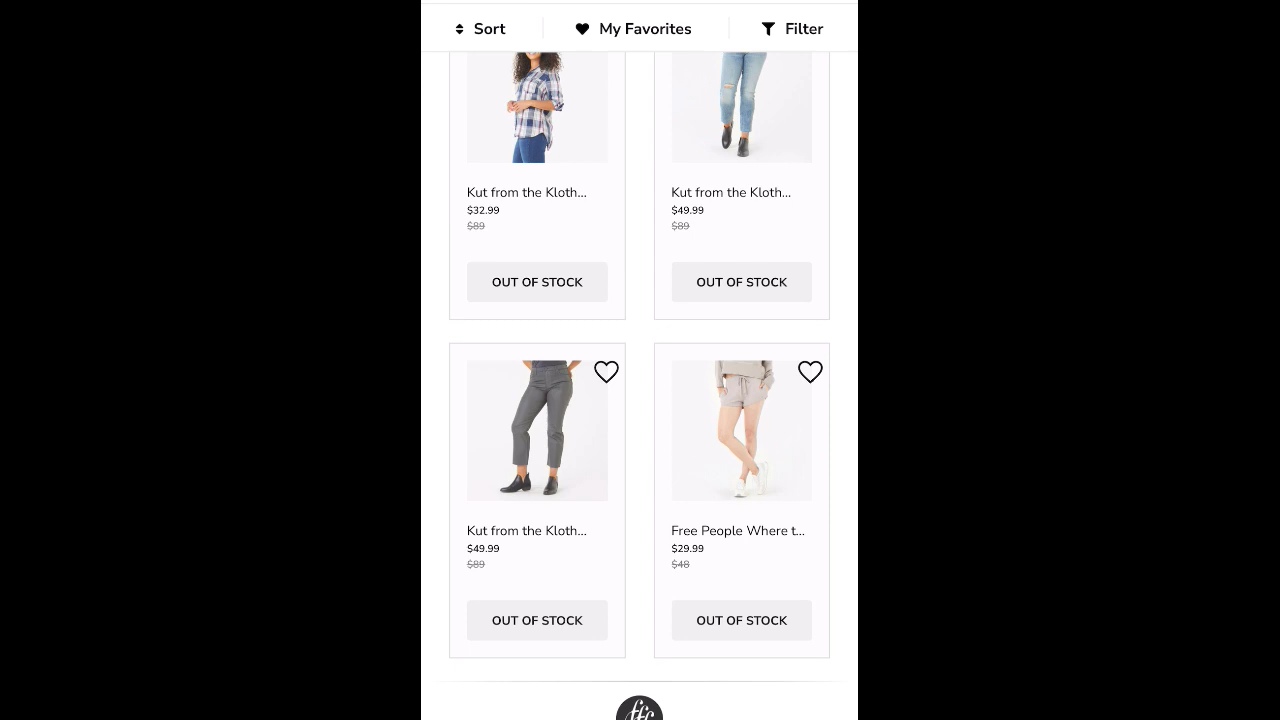 Sort
My Favorites
Filter
Kut from the Kloth...
$32.99
$89
OUT OF STOCK
Kut from the Kloth...
$49.99
$89
OUT OF STOCK
Kut from the Kloth...
$49.99
$89
OUT OF STOCK
Free People Where t...
$29.99
$48
OUT OF STOCK